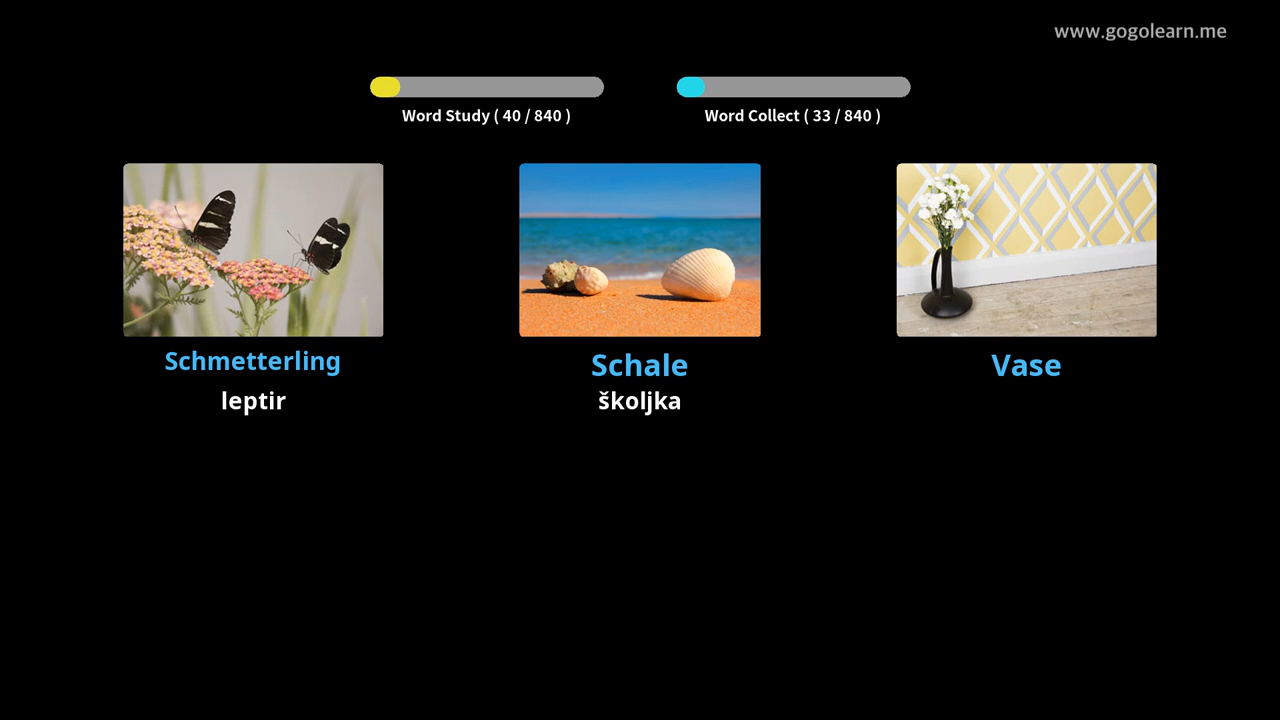 www.gogolearn.me
Word Study ( 40 / 840 )
Word Collect ( 33 / 840 )
Schmetterling
Schale
Vase
leptir
školjka